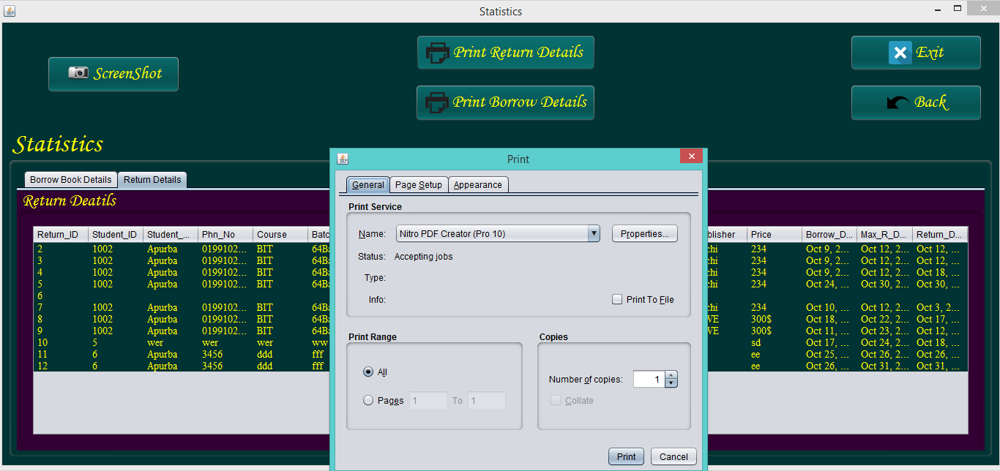 Statistics
ScreenShot
Print Return Details
Print Borrow Details
Exit
Back
Statistics
Borrow Book Details Return Details
Return Deatils
Return_ID Student_ID Student_... Phn_No Course Batc
2 1002 Apurba 0199102... BIT 64Ba
3 1002 Apurba 0199102... BIT 64Ba
4 1002 Apurba 0199102... BIT 64Ba
5 1002 Apurba 0199102... BIT 64Ba
6
7 1002 Apurba 0199102... BIT 64Ba
8 1002 Apurba 0199102... BIT 64Ba
9 1002 Apurba 0199102... BIT 64Ba
10 5 wer wer wer ww
11 6 Apurba 3456 ddd fff
12 6 Apurba 3456 ddd fff
Print
General Page Setup Appearance
Print Service
Name: Nitro PDF Creator (Pro 10) Properties...
Status: Accepting jobs
Type:
Info: Print To File
Print Range
All
Pages 1 To 1
Copies
Number of copies: 1
Collate
Print Cancel
blisher Price Borrow_D... Max_R_D... Return_D...
chi 234 Oct 9, 2... Oct 12, 2... Oct 12, ...
chi 234 Oct 9, 2... Oct 12, 2... Oct 12, ...
chi 234 Oct 9, 2... Oct 12, 2... Oct 18, ...
chi 234 Oct 24, ... Oct 30, 2... Oct 30, ...
chi 234 Oct 10, ... Oct 12, 2... Oct 3, 2...
VE 300$ Oct 18, ... Oct 22, 2... Oct 17, ...
VE 300$ Oct 11, ... Oct 23, 2... Oct 12, ...
sd Oct 17, ... Oct 24, 2... Oct 18, ...
ee Oct 25, ... Oct 26, 2... Oct 26, ...
ee Oct 26, ... Oct 31, 2... Oct 31, ...